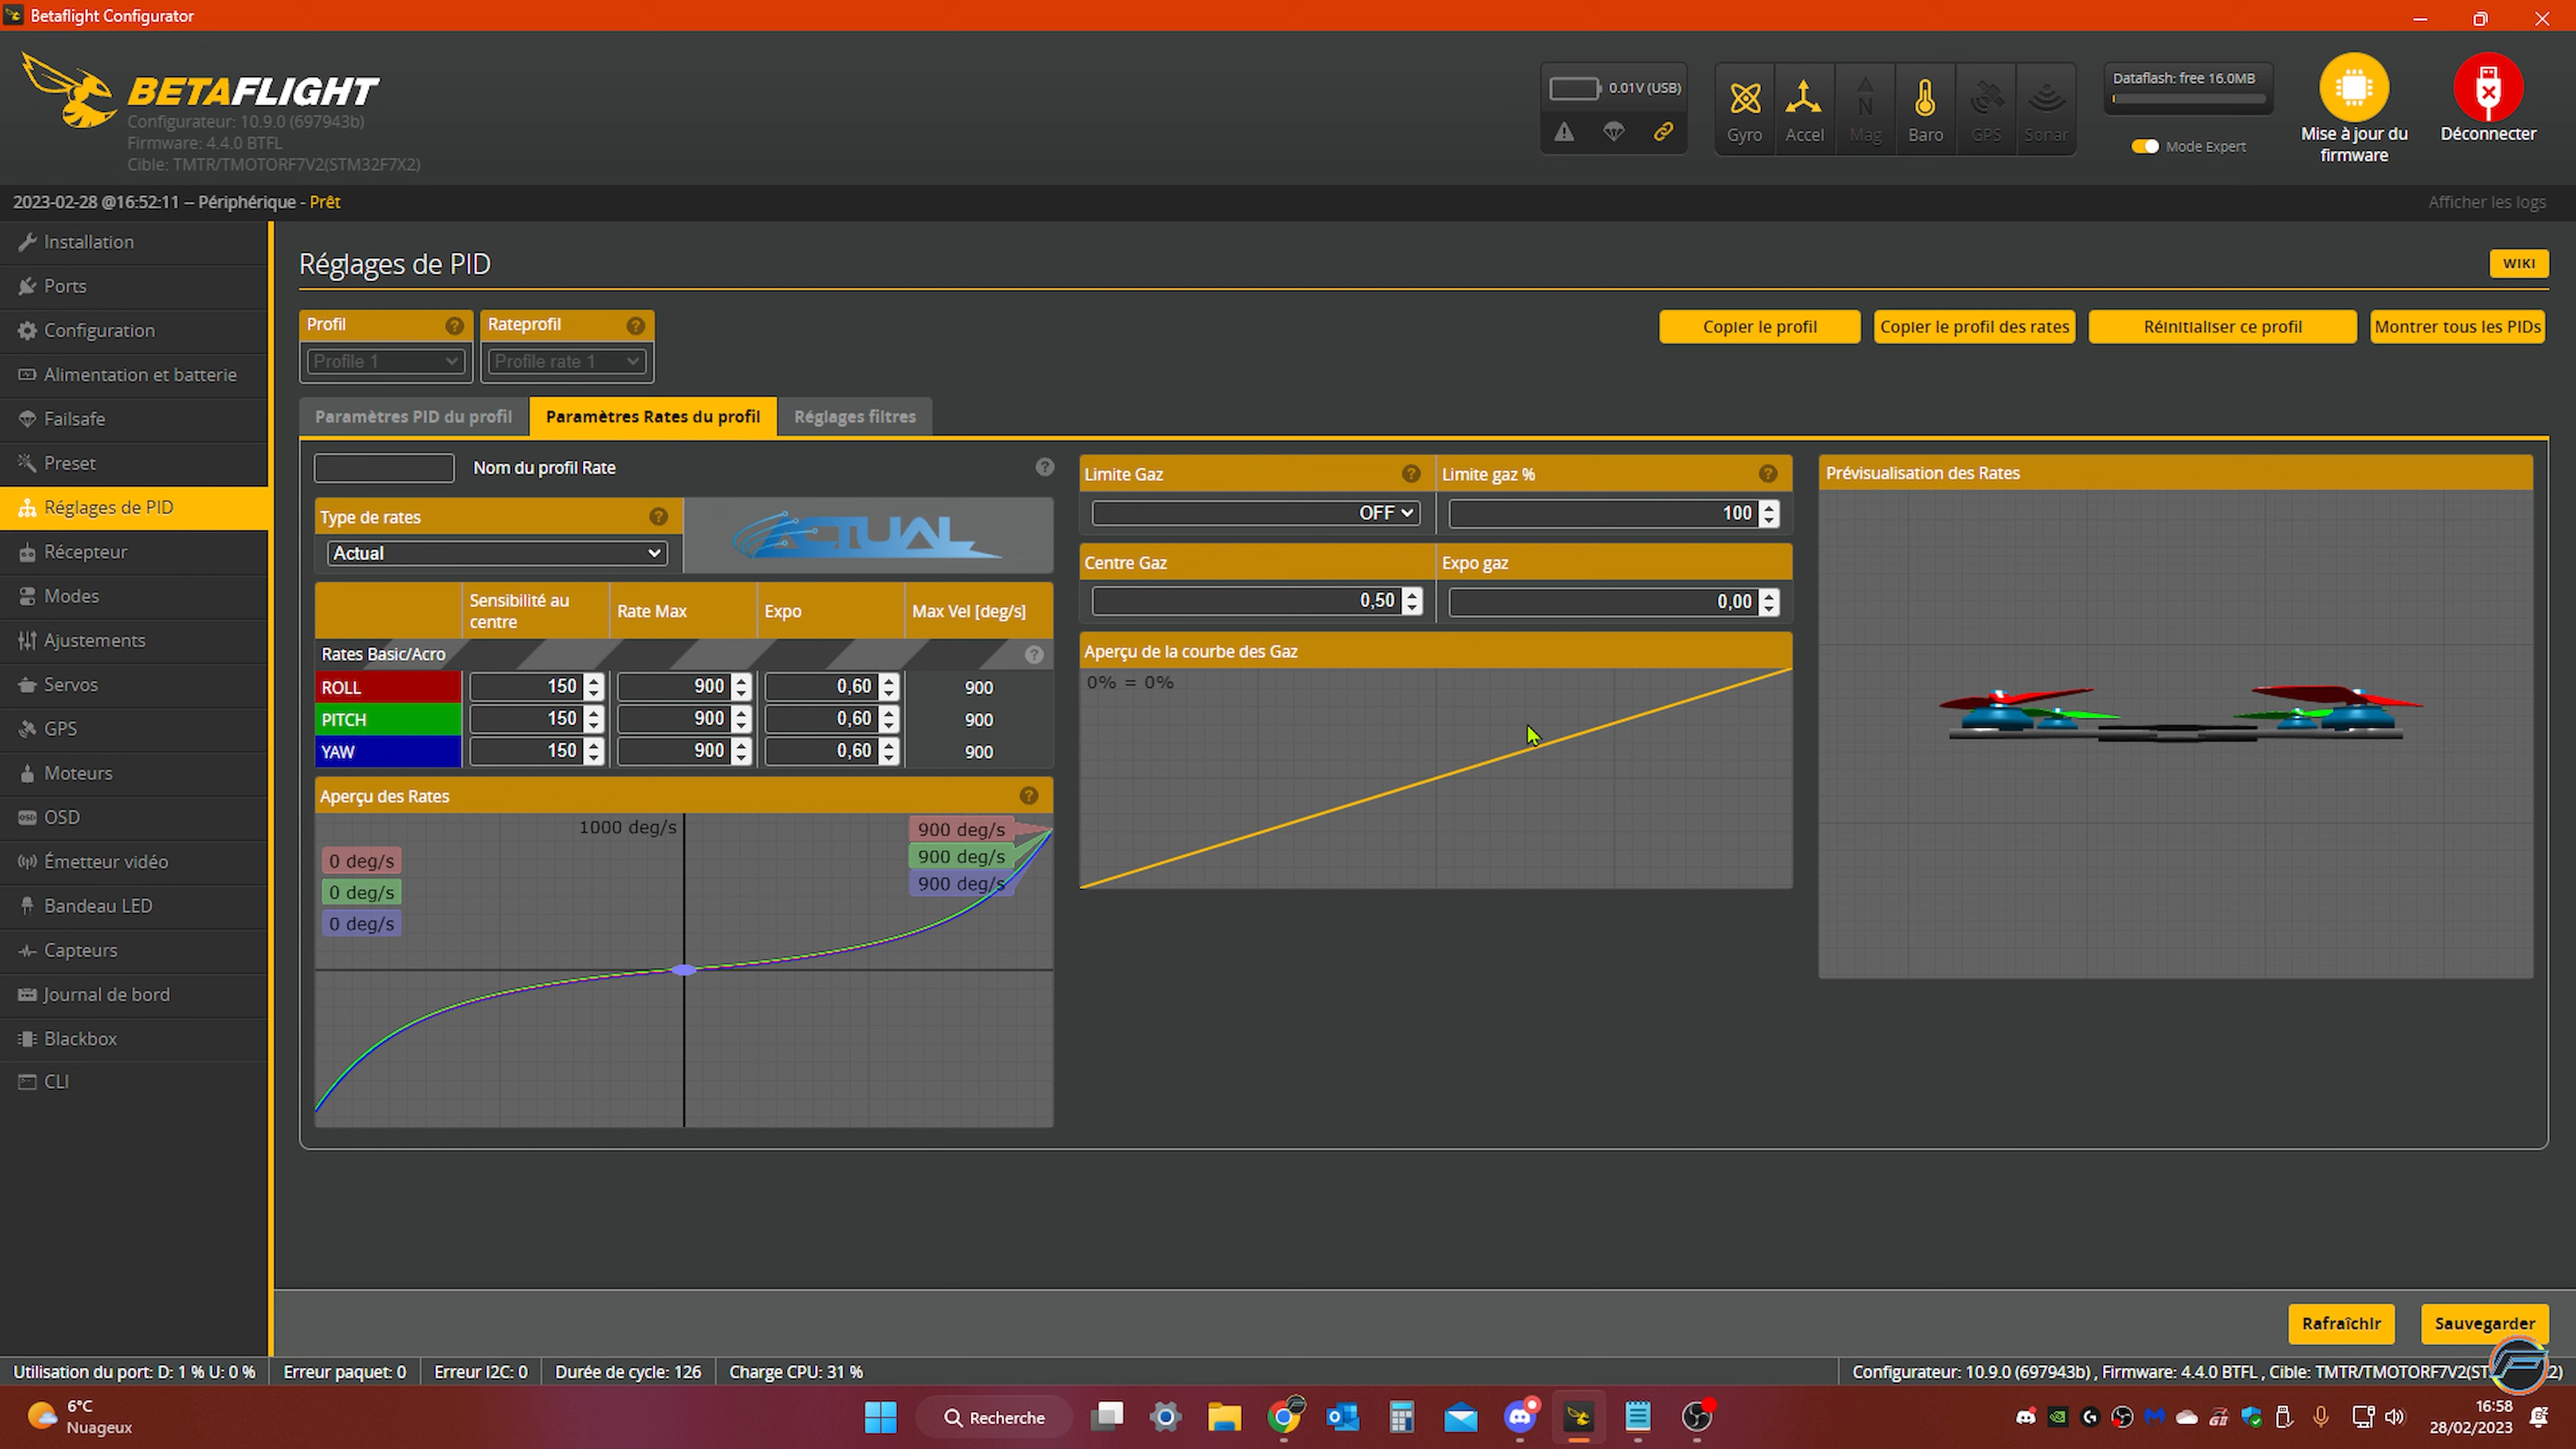 Betaflight Configurator
BETAFLIGHT
Configurateur: 10.9.0 (697943b)
Firmware: 4.4.0 BTFL
Cible: TMTR/TMOTORF7V2(STM32F7X2)
0.01V (USB)
Gyro
Accel
Mag
Baro
GPS
Sonar
Dataflash: free 16.0MB
Mode Expert
Mise à jour du
firmware
Déconnecter
2023-02-28 @16:52:11 -- Périphérique - Prêt
Afficher les logs
Installation
Ports
Configuration
Alimentation et batterie
Failsafe
Preset
Réglages de PID
Récepteur
Modes
Ajustements
Servos
GPS
Moteurs
OSD
Émetteur vidéo
Bandeau LED
Capteurs
Journal de bord
Blackbox
CLI
Réglages de PID
WIKI
Profil
Profile 1
Rateprofil
Profile rate 1
Copier le profil
Copier le profil des rates
Réinitialiser ce profil
Montrer tous les PIDs
Paramètres PID du profil
Paramètres Rates du profil
Réglages filtres
Nom du profil Rate
Type de rates
Actual
ACTUAL
Sensibilité au
centre
Rate Max
Expo
Max Vel [deg/s]
Rates Basic/Acro
ROLL 150 900 0,60 900
PITCH 150 900 0,60 900
YAW 150 900 0,60 900
Aperçu des Rates
1000 deg/s
0 deg/s
0 deg/s
0 deg/s
900 deg/s
900 deg/s
900 deg/s
Limite Gaz
OFF
Limite gaz %
100
Centre Gaz
0,50
Expo gaz
0,00
Aperçu de la courbe des Gaz
0% = 0%
Prévisualisation des Rates
Rafraîchir
Sauvegarder
Utilisation du port: D: 1 % U: 0 %
Erreur paquet: 0
Erreur I2C: 0
Durée de cycle: 126
Charge CPU: 31 %
Configurateur: 10.9.0 (697943b) , Firmware: 4.4.0 BTFL , Cible: TMTR/TMOTORF7V2(ST
2)
6°C
Nuageux
Recherche
16:58
28/02/2023